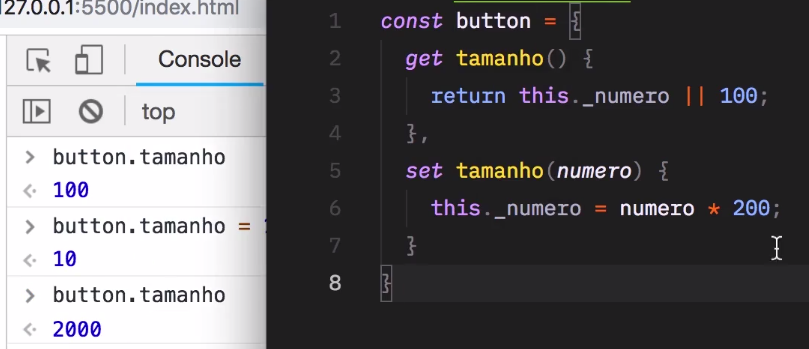 127.0.0.1:5500/index.html
Console
top
button.tamanho
100
button.tamanho =
10
button.tamanho
2000
1 const button = {
2 get tamanho() {
3 return this._numero || 100;
4 },
5 set tamanho(numero) {
6 this._numero = numero * 200;
7 }
8 }